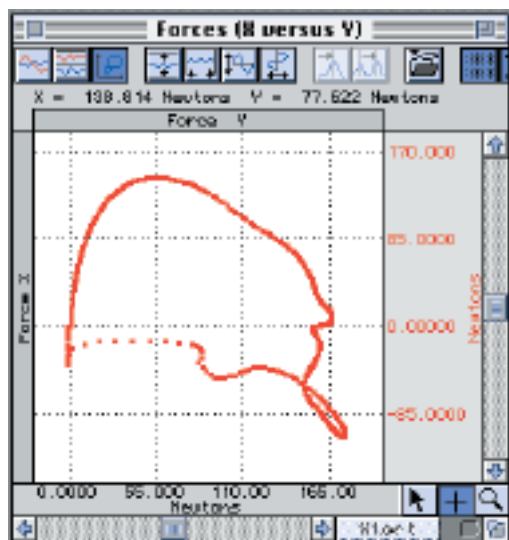 Forces (X versus Y)
X = 138.814 Newtons Y = 77.622 Newtons
Force Y
170.000
85.0000
Force X
Newtons
0.00000
-85.0000
0.0000 55.000 110.00 165.00
Newtons